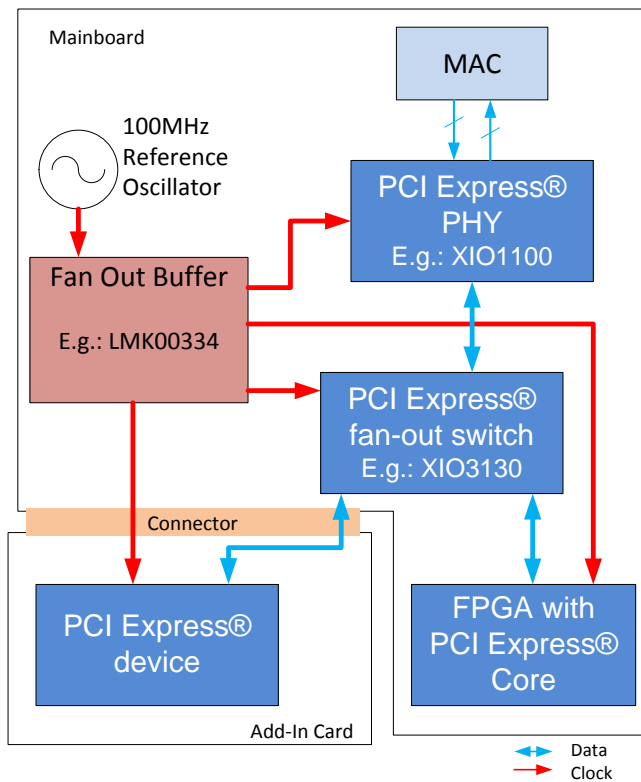 Mainboard
MAC
100MHz
Reference
Oscillator
PCI Express®
PHY
E.g.: XIO1100
Fan Out Buffer
E.g.: LMK00334
PCI Express®
fan-out switch
E.g.: XIO3130
Connector
PCI Express®
device
FPGA with
PCI Express®
Core
Add-In Card
Data
Clock